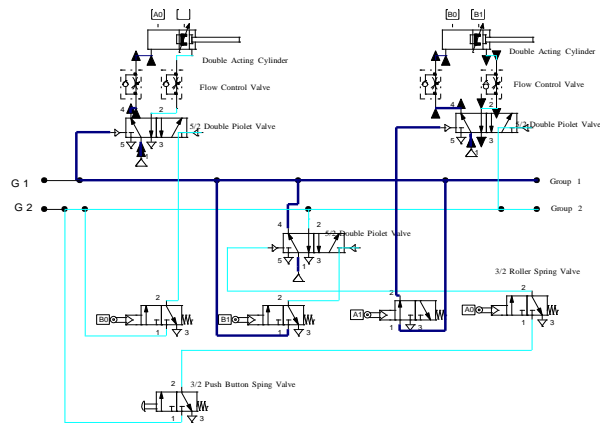 A0
B0 B1
Double Acting Cylinder
Double Acting Cylinder
Flow Control Valve
Flow Control Valve
4 2
4 2
5/2 Double Piolet Valve
5/2 Double Piolet Valve
5 1 3
5 1 3
G 1
Group 1
G 2
Group 2
4 2
5/2 Double Piolet Valve
5 1 3
3/2 Roller Spring Valve
2 2 2 2
B0 B1 A1 A0
1 3 1 3 1 3 1 3
2 3/2 Push Button Sping Valve
1 3